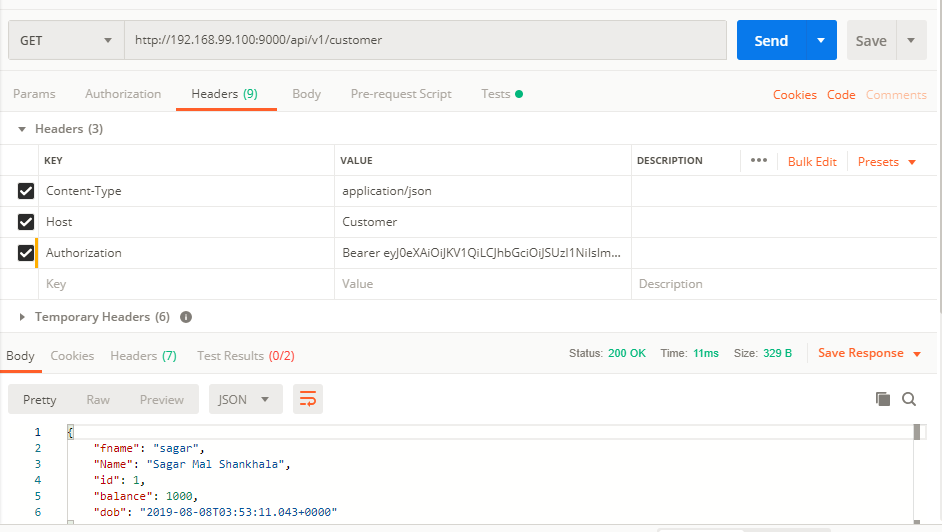 GET http://192.168.99.100:9000/api/v1/customer Send Save
Params Authorization Headers (9) Body Pre-request Script Tests Cookies Code Comments
Headers (3)
KEY VALUE DESCRIPTION ••• Bulk Edit Presets
Content-Type application/json
Host Customer
Authorization Bearer eyJ0eXAiOiJKV1QiLCJhbGciOiJSUzI1NiIsIm...
Key Value Description
Temporary Headers (6) i
Body Cookies Headers (7) Test Results (0/2) Status: 200 OK Time: 11ms Size: 329 B Save Response
Pretty Raw Preview JSON
1 {
2 "fname": "sagar",
3 "Name": "Sagar Mal Shankhala",
4 "id": 1,
5 "balance": 1000,
6 "dob": "2019-08-08T03:53:11.043+0000"